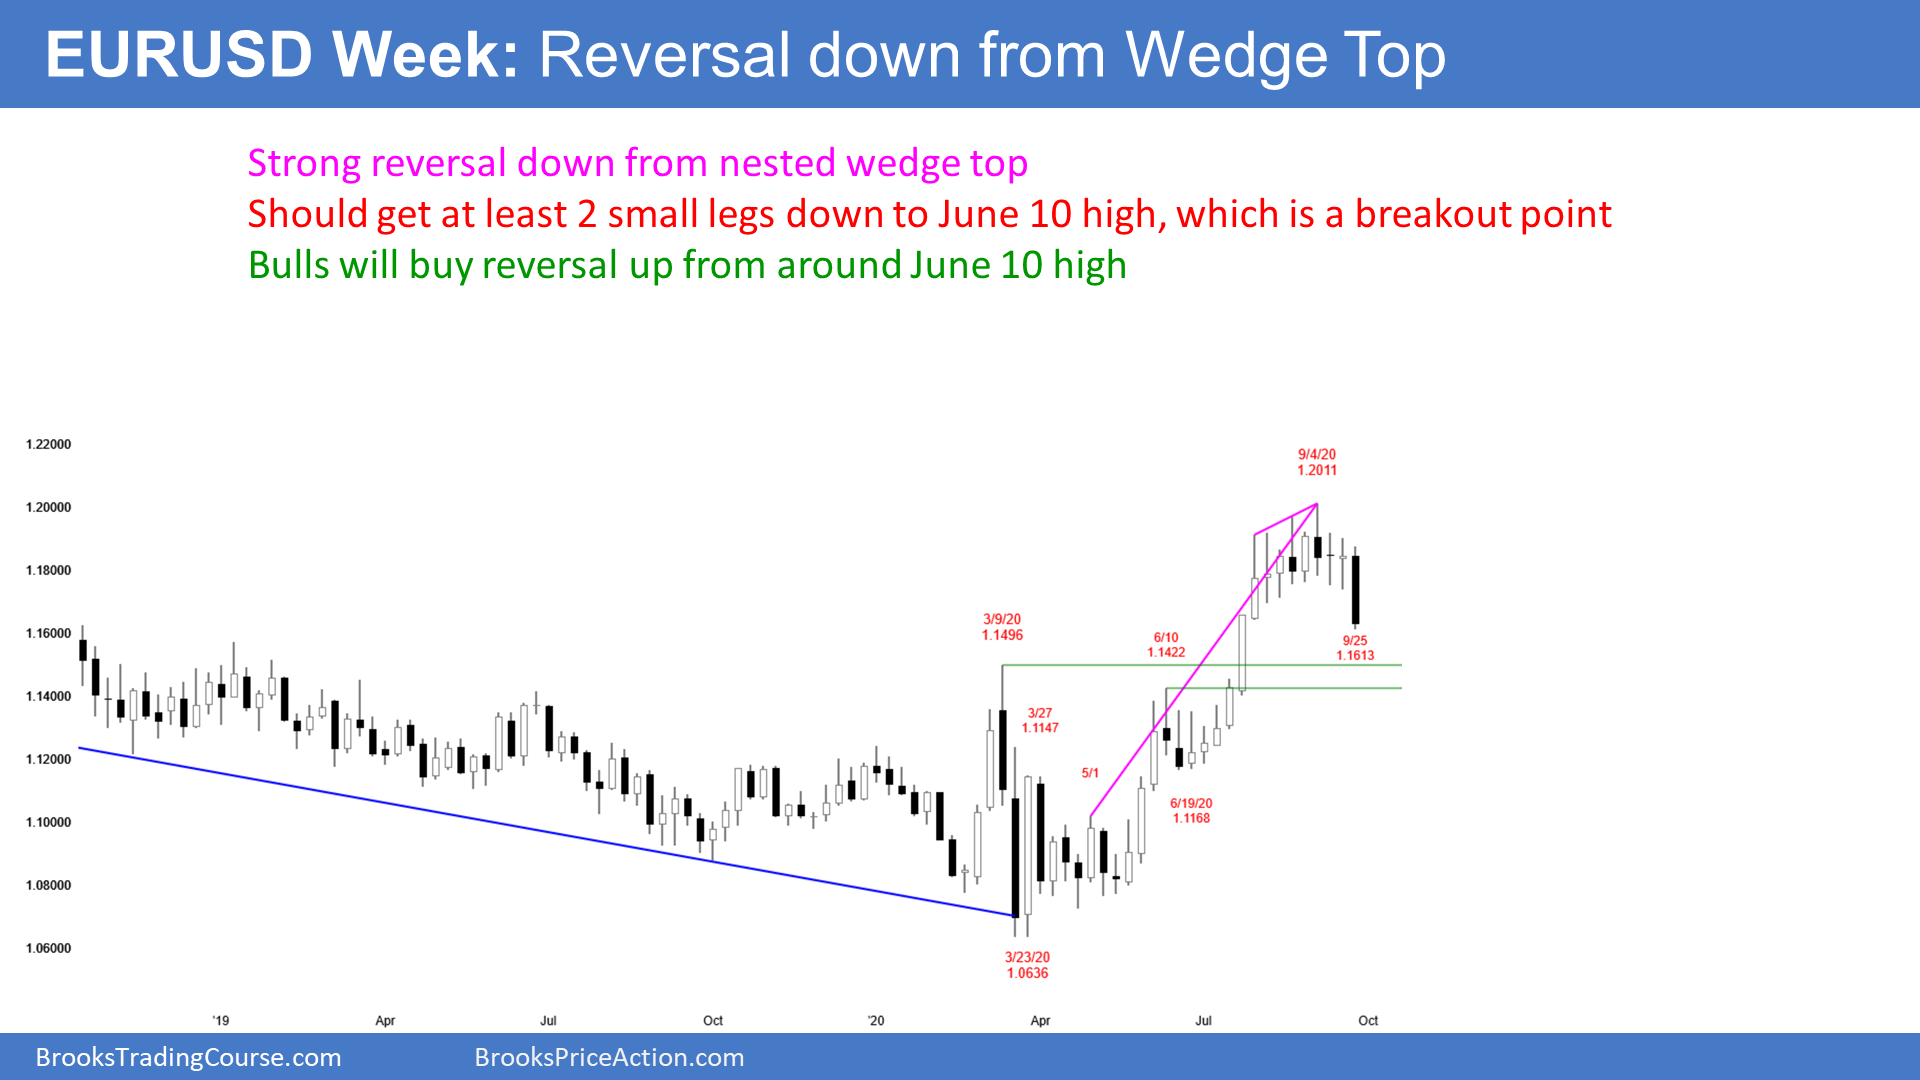 EURUSD Week: Reversal down from Wedge Top
Strong reversal down from nested wedge top
Should get at least 2 small legs down to June 10 high, which is a breakout point
Bulls will buy reversal up from around June 10 high
1.22000
9/4/20
1.2011
1.20000
1.18000
1.16000
3/9/20
1.1496
6/10
1.1422
9/25
1.1613
1.14000
3/27
1.1147
1.12000
5/1
6/19/20
1.1168
1.10000
1.08000
1.06000
3/23/20
1.0636
'19
Apr
Jul
Oct
'20
Apr
Jul
Oct
BrooksTradingCourse.com
BrooksPriceAction.com